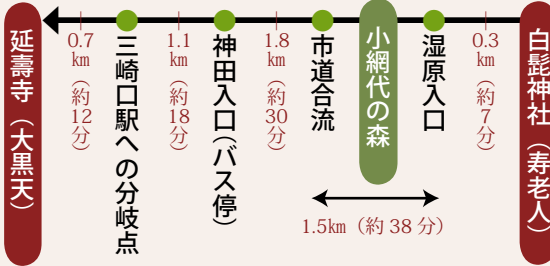 白髭神社（寿老人）
0.3km（約7分）
湿原入口
小網代の森
市道合流
1.5km（約38分）
1.8km（約30分）
神田入口（バス停）
1.1km（約18分）
三崎口駅への分岐点
0.7km（約12分）
延壽寺（大黒天）